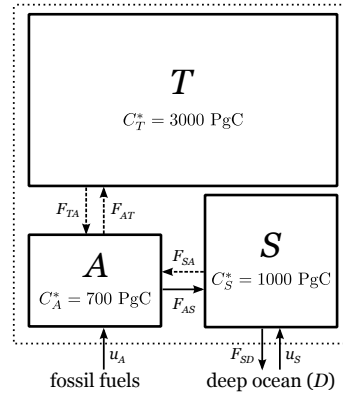 T
C*_T = 3000 PgC
F_TA F_AT
A
C*_A = 700 PgC
F_SA
F_AS
S
C*_S = 1000 PgC
u_A
F_SD u_S
fossil fuels
deep ocean (D)